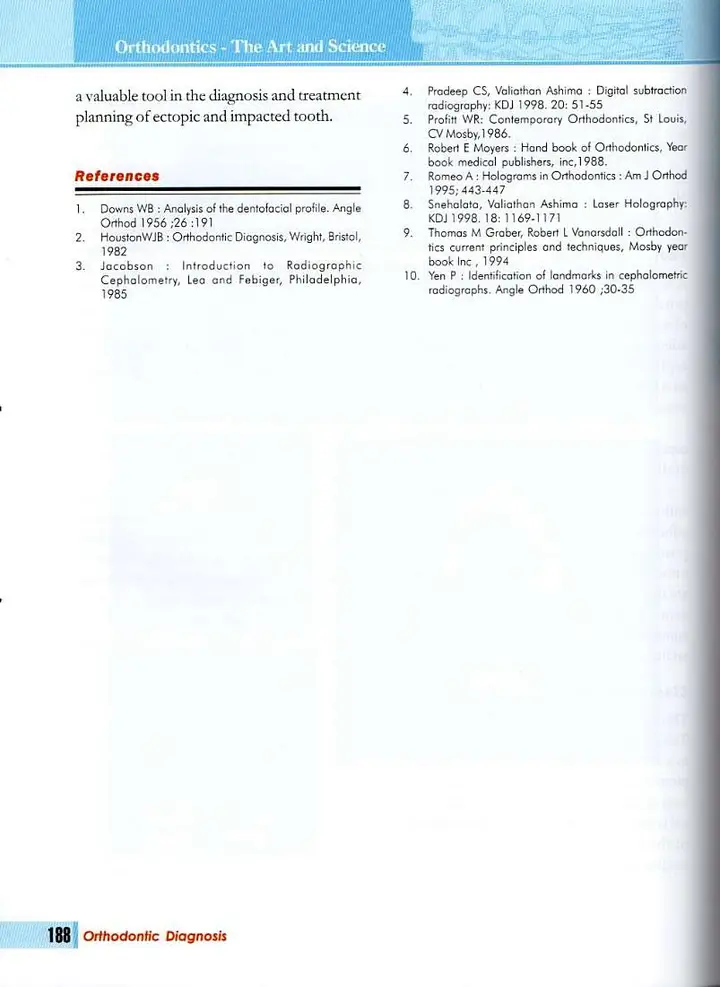 Orthodontics - The Art and Science
a valuable tool in the diagnosis and treatment
planning of ectopic and impacted tooth.
References
1. Downs WB : Analysis of the dentofacial profile. Angle
Orthod 1956 ;26 :191
2. HoustonWJB : Orthodontic Diagnosis, Wright, Bristol,
1982
3. Jacobson : Introduction to Radiographic
Cephalometry, Lea and Febiger, Philadelphia,
1985
4. Pradeep CS, Valiathan Ashima : Digital subtraction
radiography: KDJ 1998. 20: 51-55
5. Profitt WR: Contemporary Orthodontics, St Louis,
CV Mosby,1986.
6. Robert E Moyers : Hand book of Orthodontics, Year
book medical publishers, inc,1988.
7. Romeo A : Holograms in Orthodontics : Am J Orthod
1995; 443-447
8. Snehalata, Valiathan Ashima : Laser Holography:
KDJ 1998. 18: 1169-1171
9. Thomas M Graber, Robert L Vanarsdall : Orthodon-
tics current principles and techniques, Mosby year
book Inc , 1994
10. Yen P : Identification of landmarks in cephalometric
radiographs. Angle Orthod 1960 ;30-35
188 Orthodontic Diagnosis